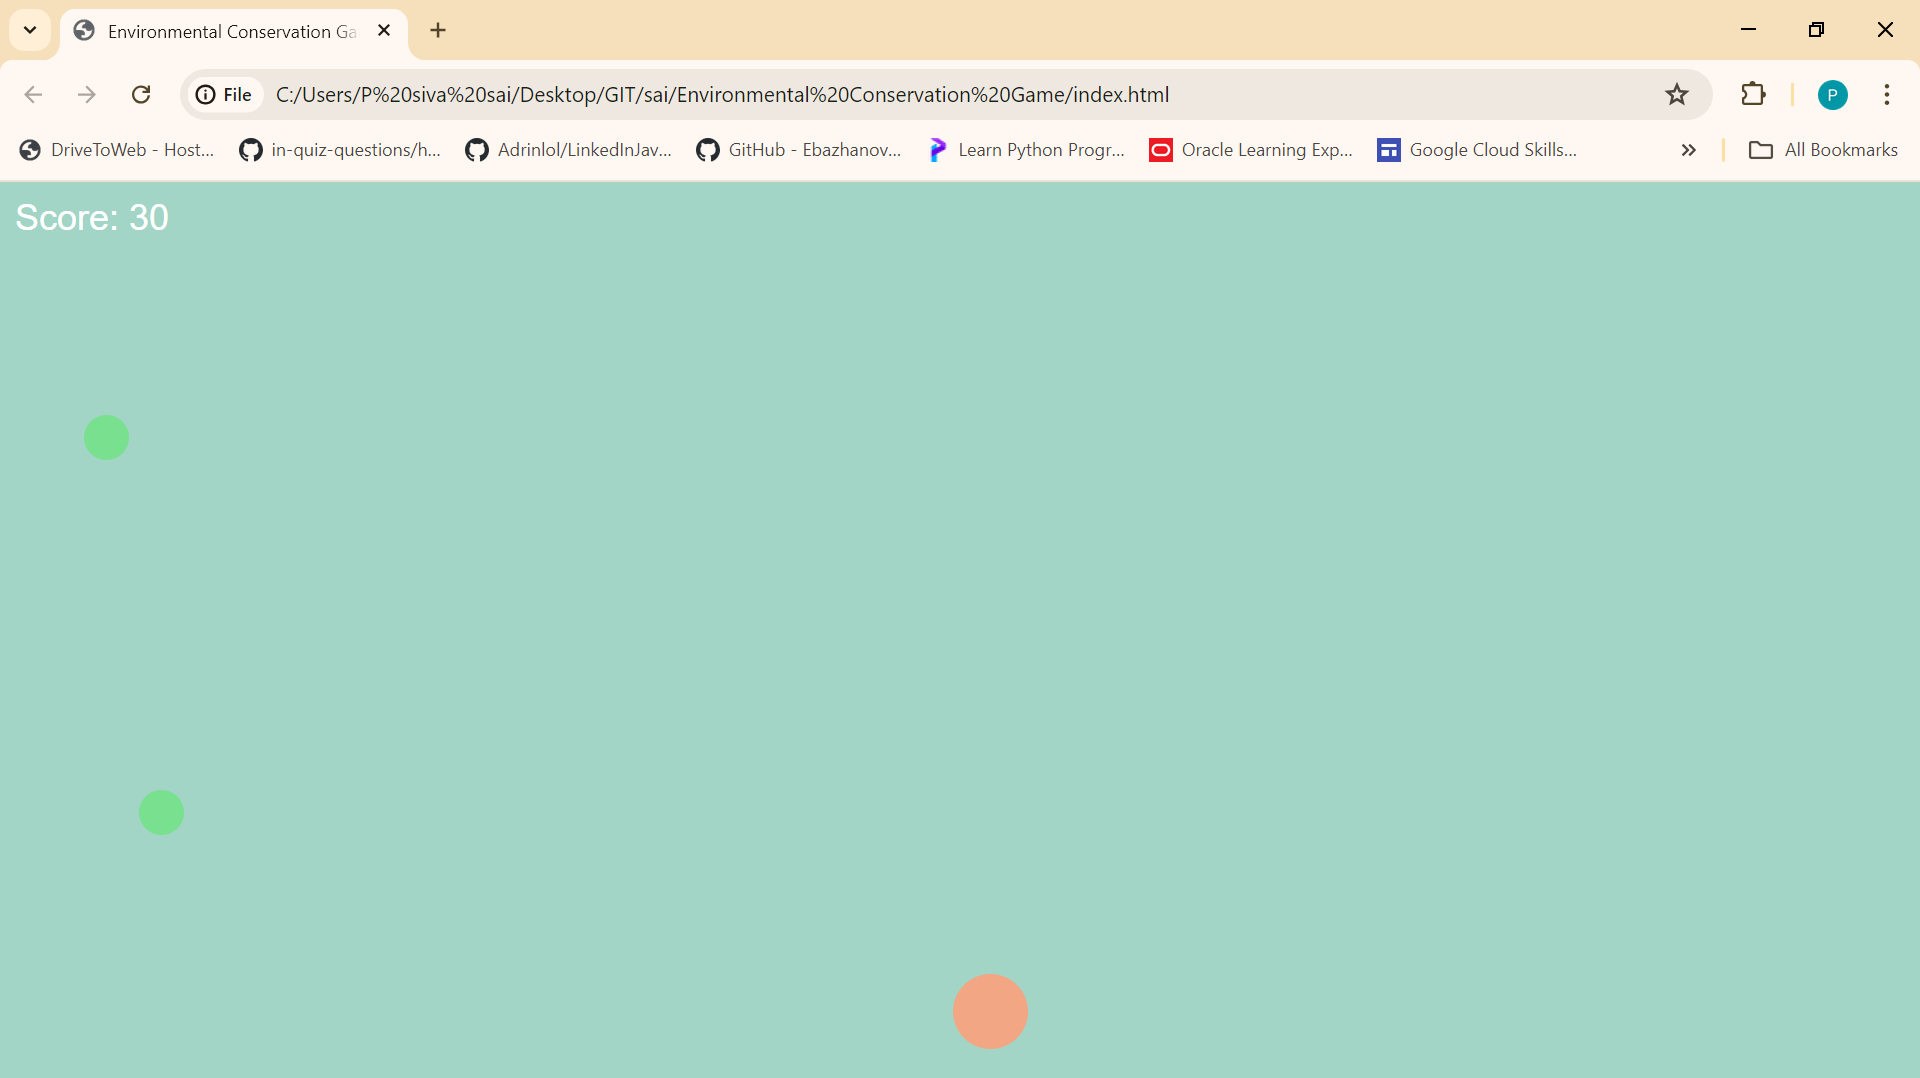 Environmental Conservation Ga
File C:/Users/P%20siva%20sai/Desktop/GIT/sai/Environmental%20Conservation%20Game/index.html P
DriveToWeb - Host... in-quiz-questions/h... Adrinlol/LinkedInJav... GitHub - Ebazhanov... Learn Python Progr... Oracle Learning Exp... Google Cloud Skills... All Bookmarks
Score: 30